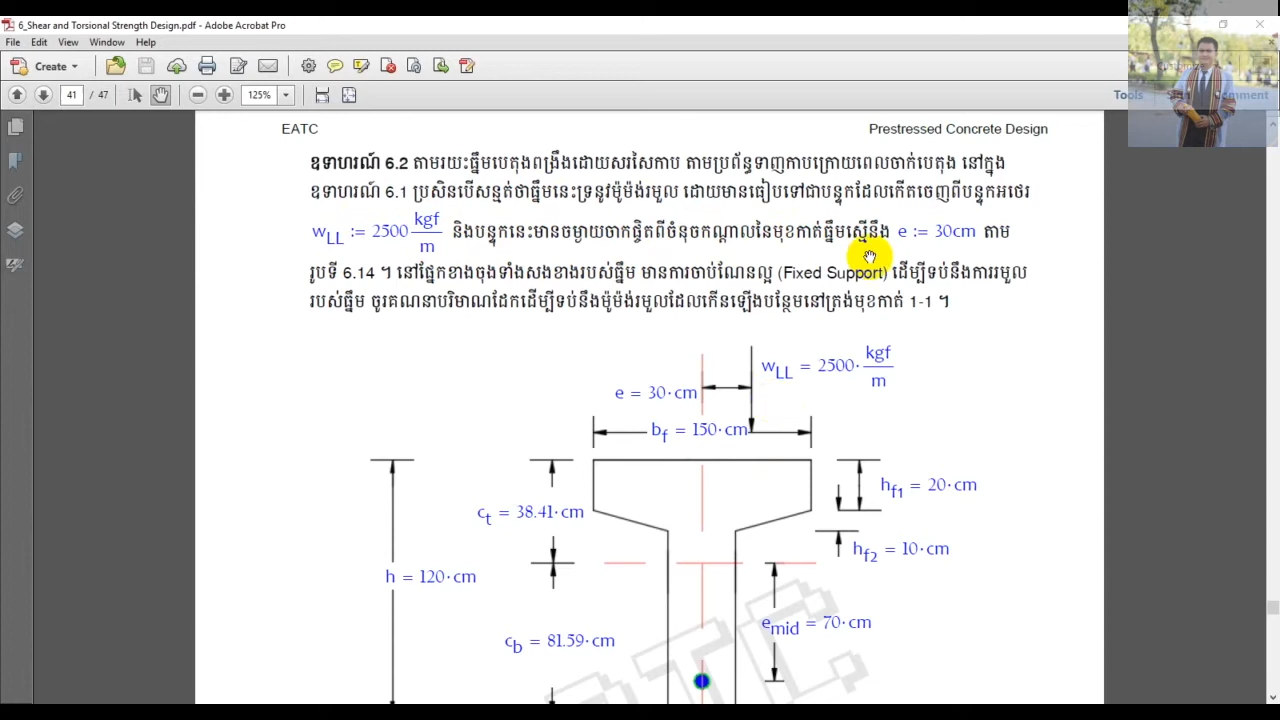 6_Shear and Torsional Strength Design.pdf - Adobe Acrobat Pro
File Edit View Window Help
Create
Customize
41 / 47 125%
Tools Comment
EATC Prestressed Concrete Design
ឧទាហរណ៍ 6.2 តាមរយៈធ្នឹមបេតុងពង្រឹងដោយសរសៃកាប តាមប្រព័ន្ធទាញកាបក្រោយពេលចាក់បេតុង នៅក្នុង
ឧទាហរណ៍ 6.1 ប្រសិនបើសន្មត់ថាធ្នឹមនេះទ្រនូវម៉ូម៉ង់រមួល ដោយមានធៀបទៅជាបន្ទុកដែលកើតចេញពីបន្ទុកអថេរ
wLL := 2500 kgf/m និងបន្ទុកនេះមានចម្ងាយចាកផ្ចិតពីចំនុចកណ្តាលនៃមុខកាត់ធ្នឹមស្មើនឹង e := 30cm តាម
រូបទី 6.14 ។ នៅផ្នែកខាងចុងទាំងសងខាងរបស់ធ្នឹម មានការចាប់ណែនល្អ (Fixed Support) ដើម្បីទប់នឹងការរមួល
របស់ធ្នឹម ចូរគណនាបរិមាណដែកដើម្បីទប់នឹងម៉ូម៉ង់រមួលដែលកើនឡើងបន្ថែមនៅត្រង់មុខកាត់ 1-1 ។
wLL = 2500· kgf/m
e = 30·cm
bf = 150·cm
hf1 = 20·cm
ct = 38.41·cm
hf2 = 10·cm
h = 120·cm
emid = 70·cm
cb = 81.59·cm